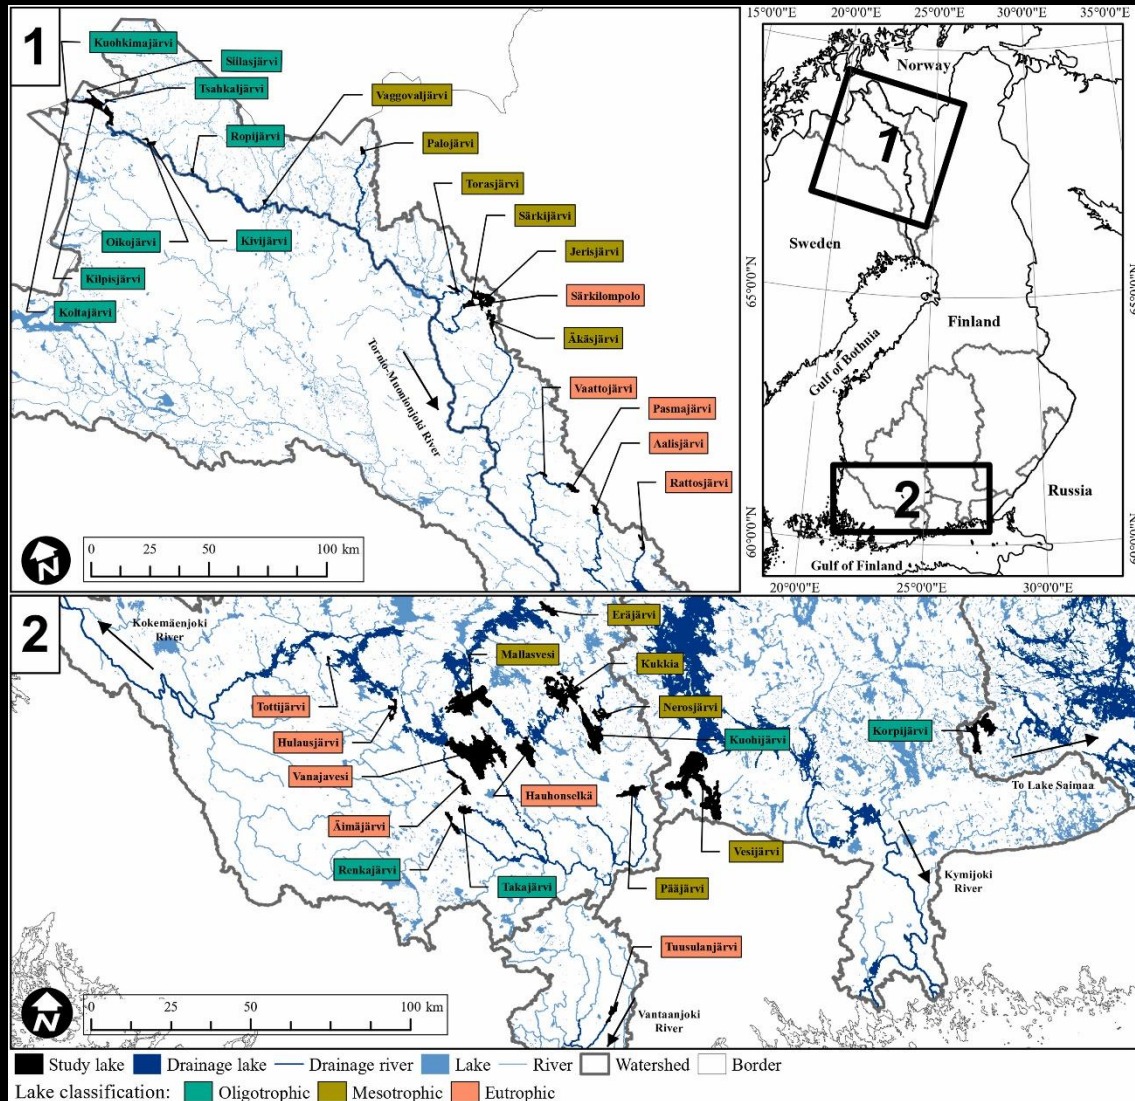 1
Kuohkimajärvi
Siilasjärvi
Tsahkaljärvi
Vaggovaljärvi
Ropijärvi
Palojärvi
Torasjärvi
Särkijärvi
Oikojärvi
Kivijärvi
Jerisjärvi
Kilpisjärvi
Särkilompolo
Koltajärvi
Äkäsjärvi
Tornio-Muonionjoki River
Vaattojärvi
Pasmajärvi
Aalisjärvi
Rattosjärvi
N
0 25 50 100 km
15°0'0"E 20°0'0"E 25°0'0"E 30°0'0"E 35°0'0"E
Norway
1
Sweden
65°0'0"N
65°0'0"N
Finland
Gulf of Bothnia
2
Russia
60°0'0"N
60°0'0"N
Gulf of Finland
20°0'0"E 25°0'0"E 30°0'0"E
2
Kokemäenjoki
River
Eräjärvi
Mallasvesi
Kukkia
Tottijärvi
Nerosjärvi
Hulausjärvi
Kuohijärvi
Korpijärvi
Vanajavesi
Hauhonselkä
To Lake Saimaa
Äimäjärvi
Vesijärvi
Renkajärvi
Takajärvi
Pääjärvi
Kymijoki
River
Tuusulanjärvi
Vantaanjoki
River
N
0 25 50 100 km
Study lake Drainage lake Drainage river Lake River Watershed Border
Lake classification: Oligotrophic Mesotrophic Eutrophic